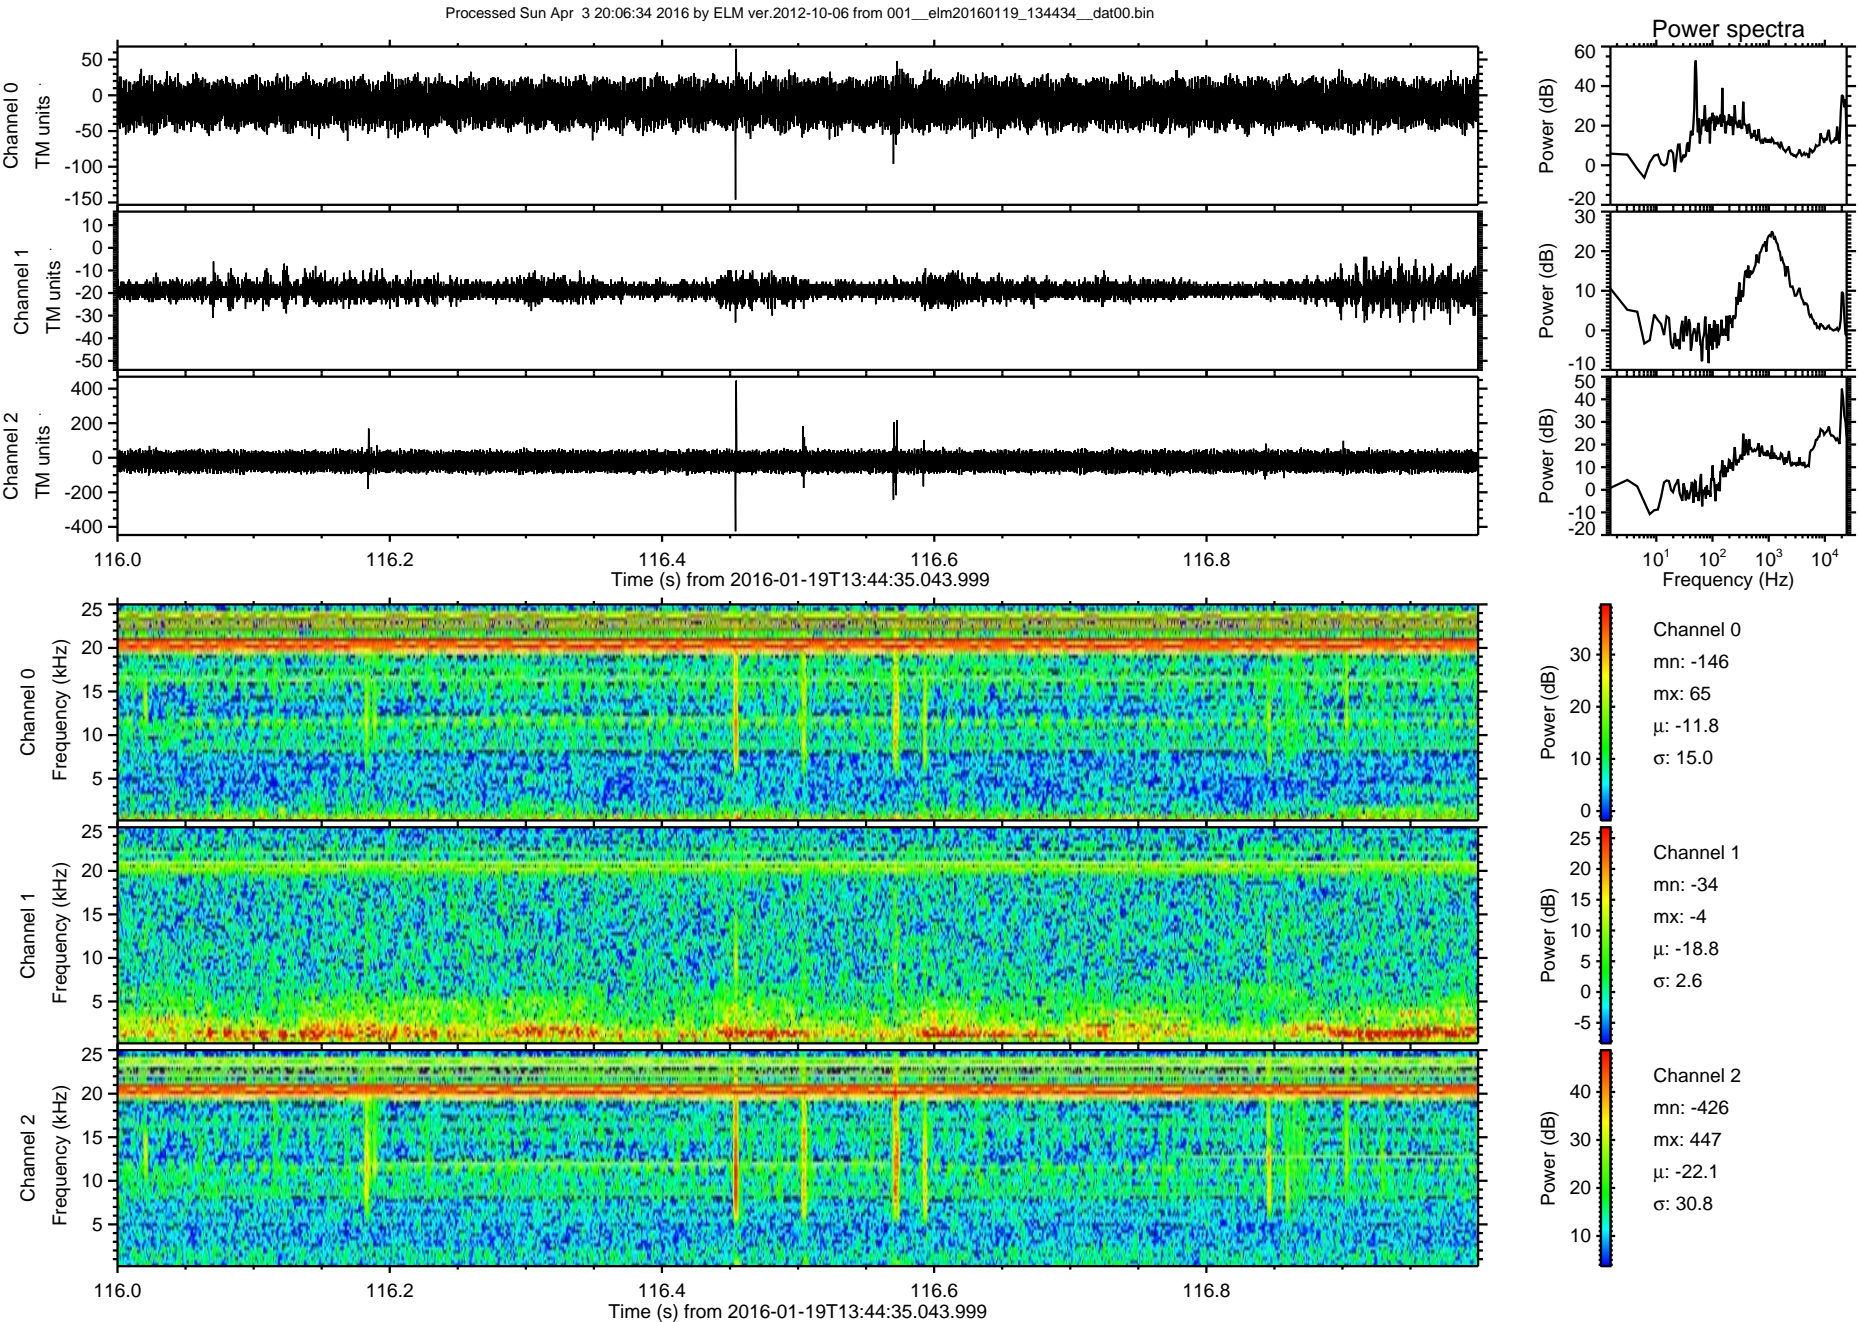 Processed Sun Apr  3 20:06:34 2016 by ELM ver.2012-10-06 from 001__elm20160119_134434__dat00.bin
Power spectra
Channel 0
TM units
50
0
-50
-100
-150
Power (dB)
60
40
20
0
-20
Channel 1
TM units
10
0
-10
-20
-30
-40
-50
Power (dB)
30
20
10
0
-10
Channel 2
TM units
400
200
0
-200
-400
Power (dB)
50
40
30
20
10
0
-10
-20
116.0 116.2 116.4 116.6 116.8
Time (s) from 2016-01-19T13:44:35.043.999
10¹ 10² 10³ 10⁴
Frequency (Hz)
Channel 0
Frequency (kHz)
25
20
15
10
5
Power (dB)
30
20
10
0
Channel 0
mn: -146
mx: 65
μ: -11.8
σ: 15.0
Channel 1
Frequency (kHz)
25
20
15
10
5
Power (dB)
25
20
15
10
5
0
-5
Channel 1
mn: -34
mx: -4
μ: -18.8
σ: 2.6
Channel 2
Frequency (kHz)
25
20
15
10
5
Power (dB)
40
30
20
10
Channel 2
mn: -426
mx: 447
μ: -22.1
σ: 30.8
116.0 116.2 116.4 116.6 116.8
Time (s) from 2016-01-19T13:44:35.043.999